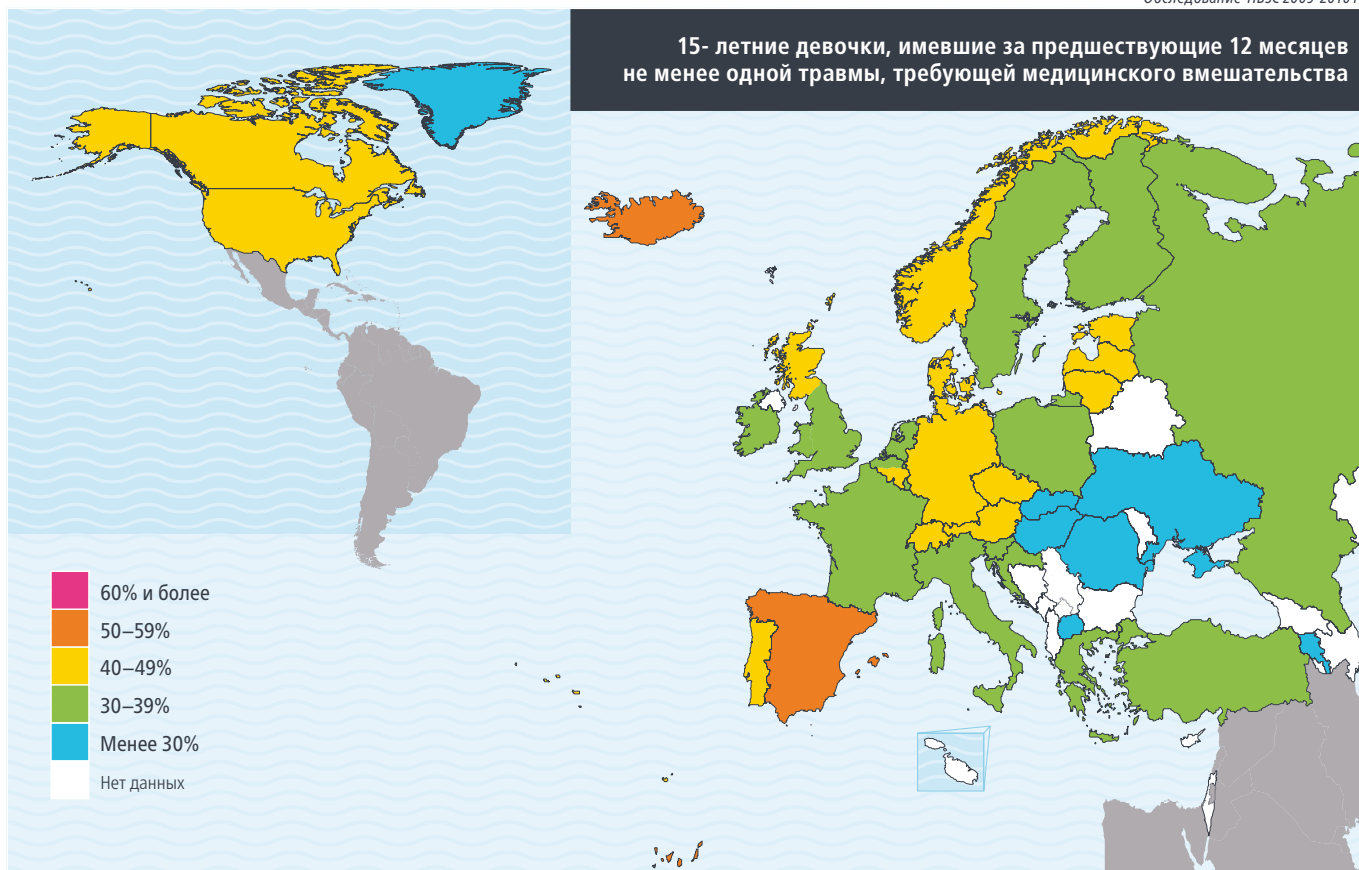 15- летние девочки, имевшие за предшествующие 12 месяцев
не менее одной травмы, требующей медицинского вмешательства
60% и более
50–59%
40–49%
30–39%
Менее 30%
Нет данных